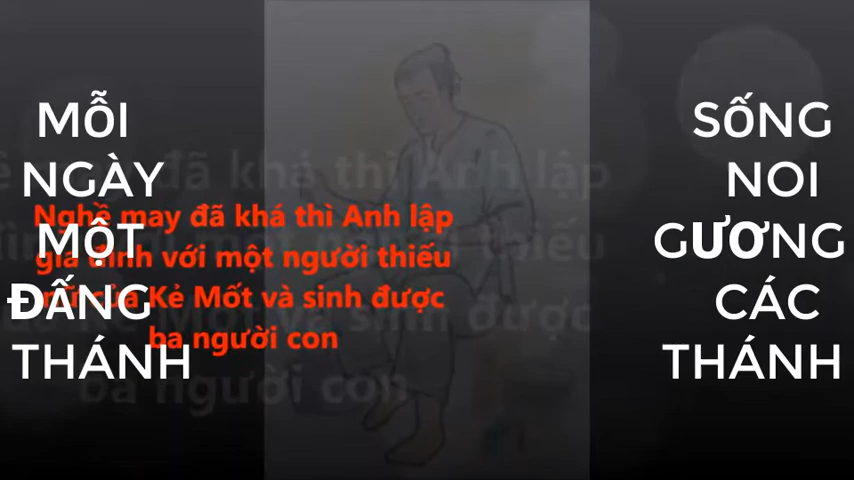 MỖI
NGÀY
MỘT
ĐẤNG
THÁNH
Nghề may đã khá thì Anh lập
gia đình với một người thiếu
nữ của Kẻ Mốt và sinh được
ba người con
SỐNG
NOI
GƯƠNG
CÁC
THÁNH